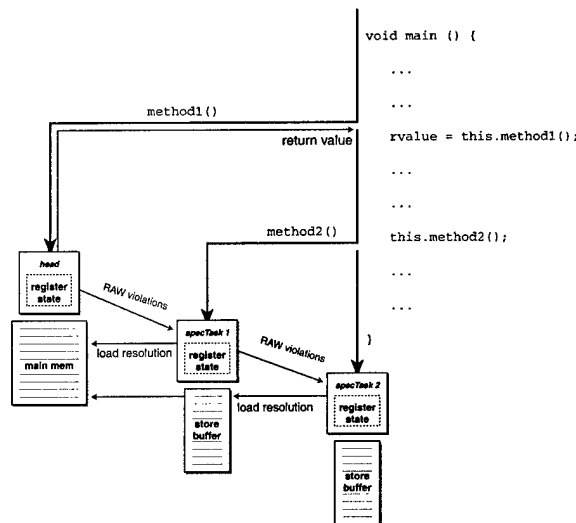 void main () {
...
...
method1()
return value
rvalue = this.method1();
...
...
method2()
this.method2();
...
...
}
head
register
state
RAW violations
main mem
load resolution
specTask 1
register
state
RAW violations
store
buffer
load resolution
specTask 2
register
state
store
buffer